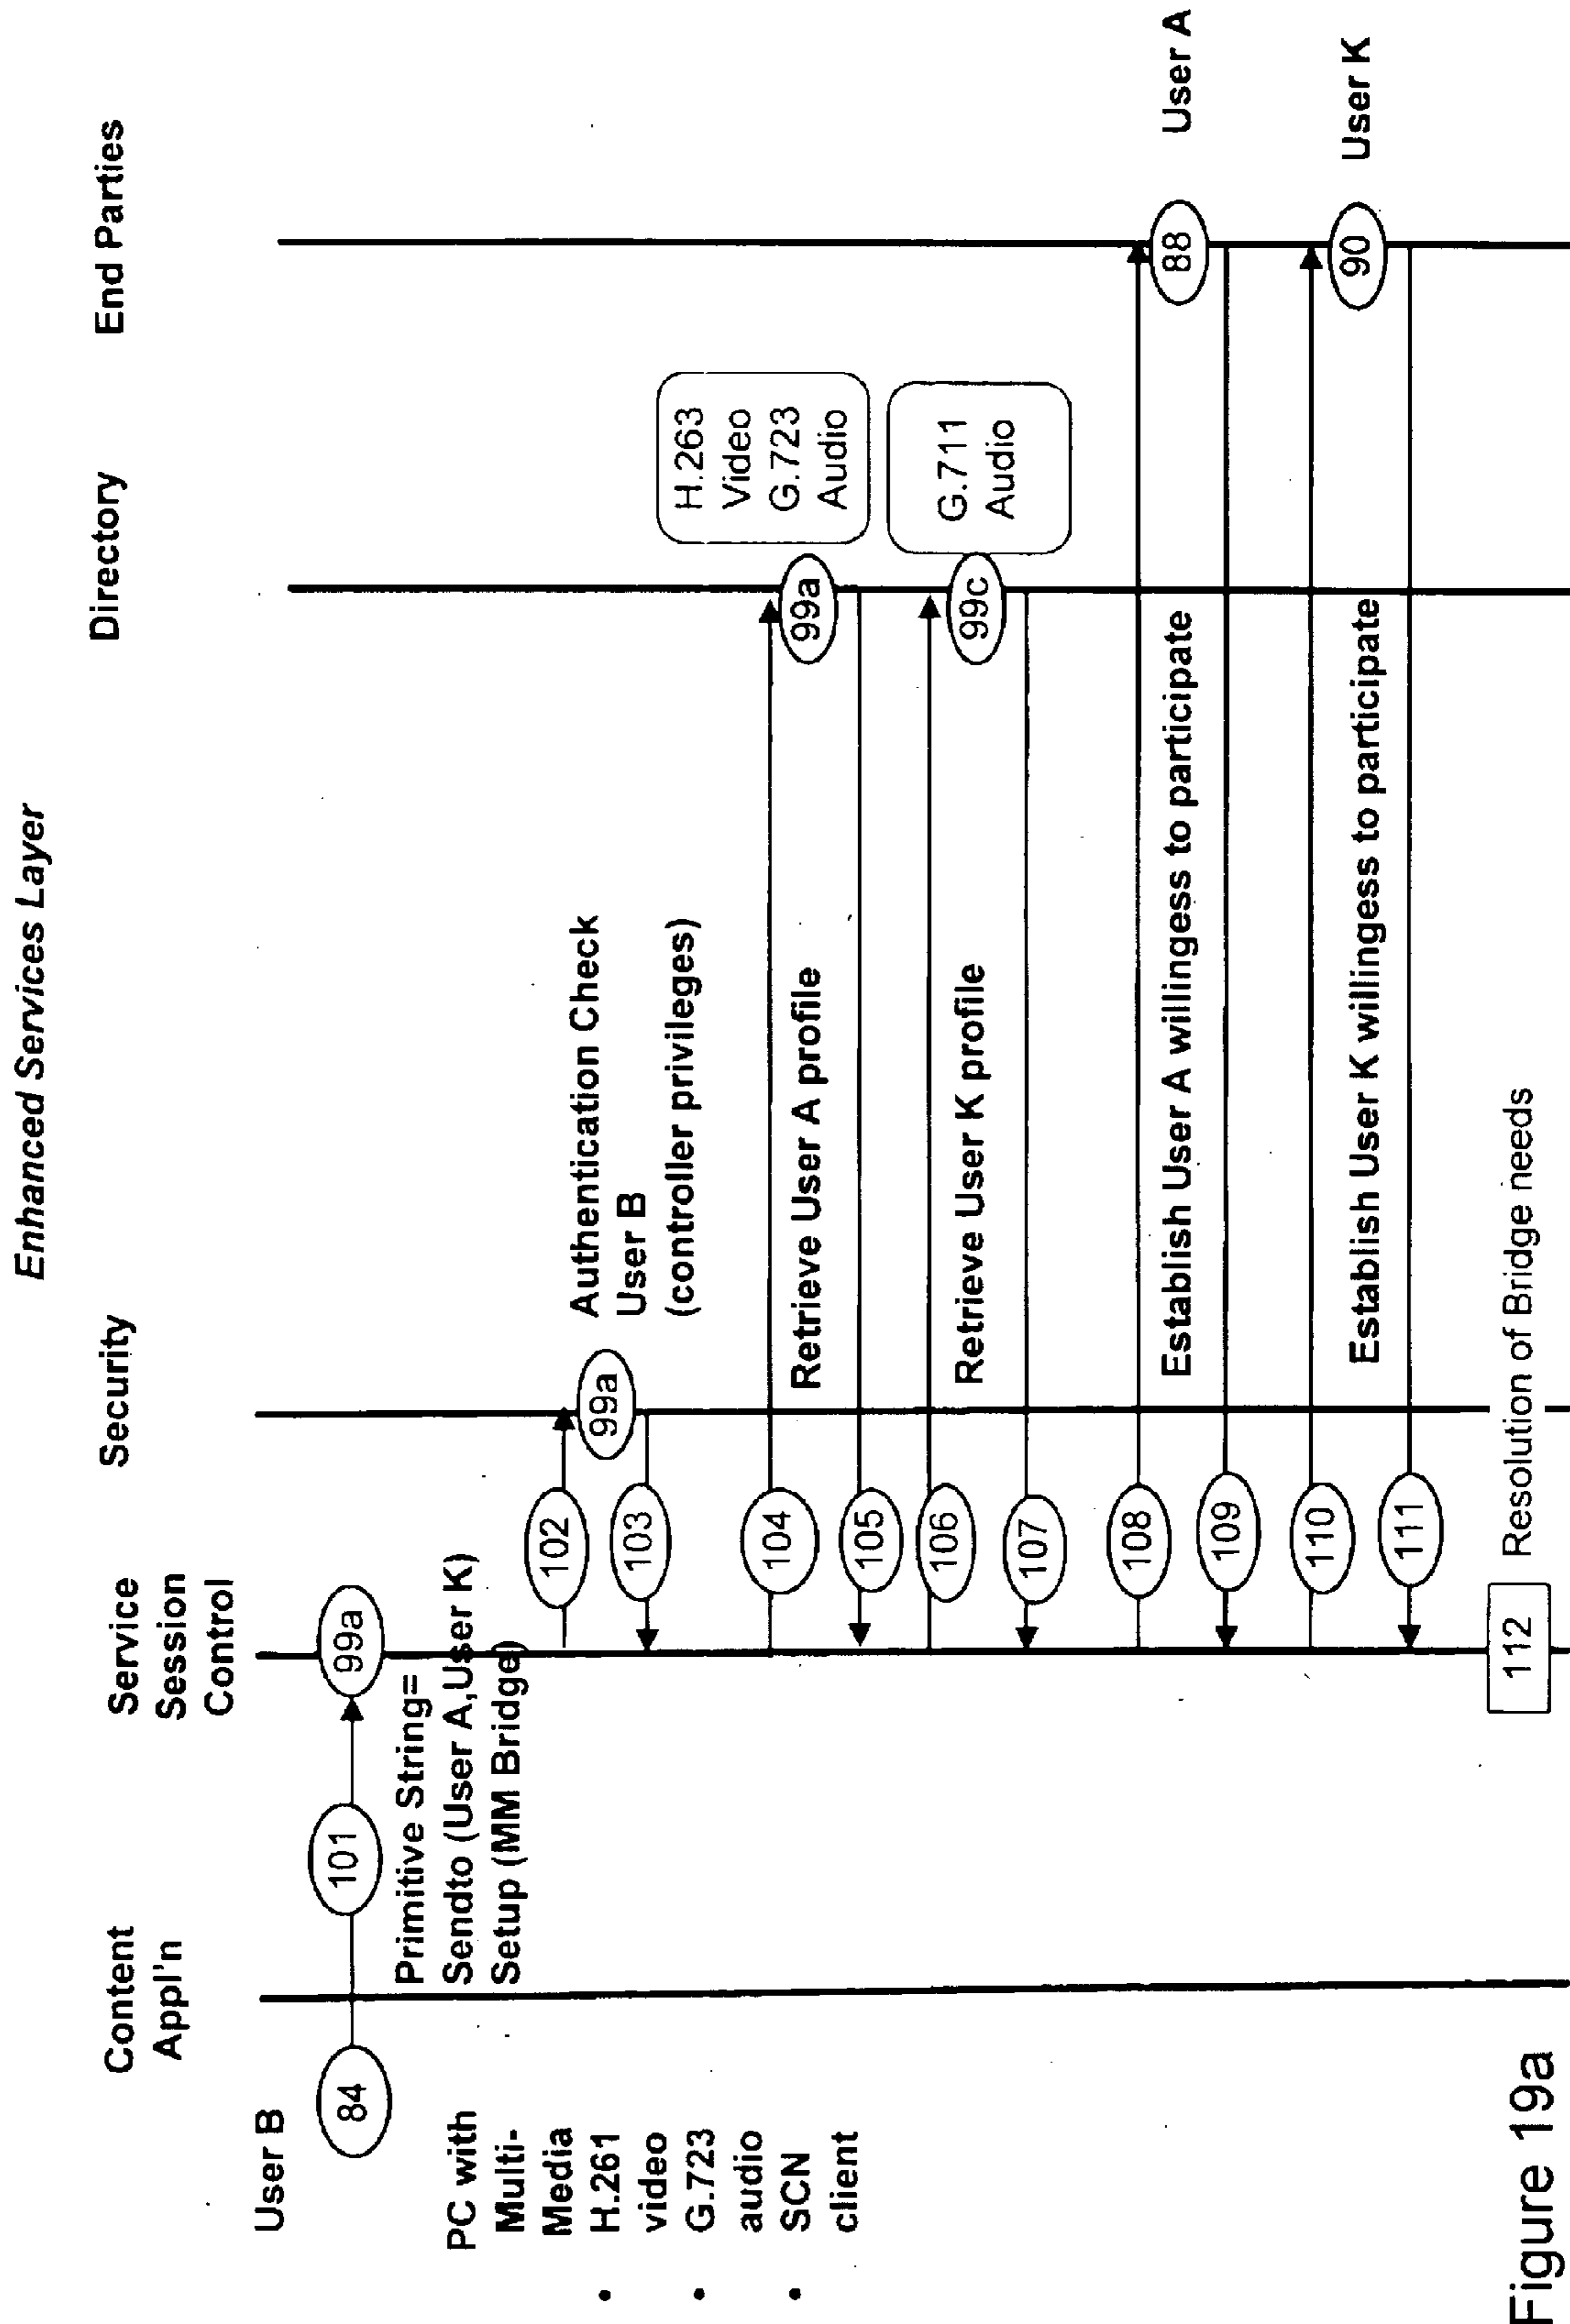 Enhanced Services Layer
User B
Content
Appl'n
Service
Session
Control
Security
Directory
End Parties
84
101
99a
Primitive String=
Sendto (User A,User K)
Setup (MM Bridge)
PC with
Multi-
Media
• H.261
video
• G.723
audio
• SCN
client
102
99a
103
Authentication Check
User B
(controller privileges)
104
99a
H.263
Video
G.723
Audio
Retrieve User A profile
105
106
99c
G.711
Audio
Retrieve User K profile
107
108
88
User A
Establish User A willingess to participate
109
110
90
User K
Establish User K willingess to participate
111
112
Resolution of Bridge needs
Figure 19a